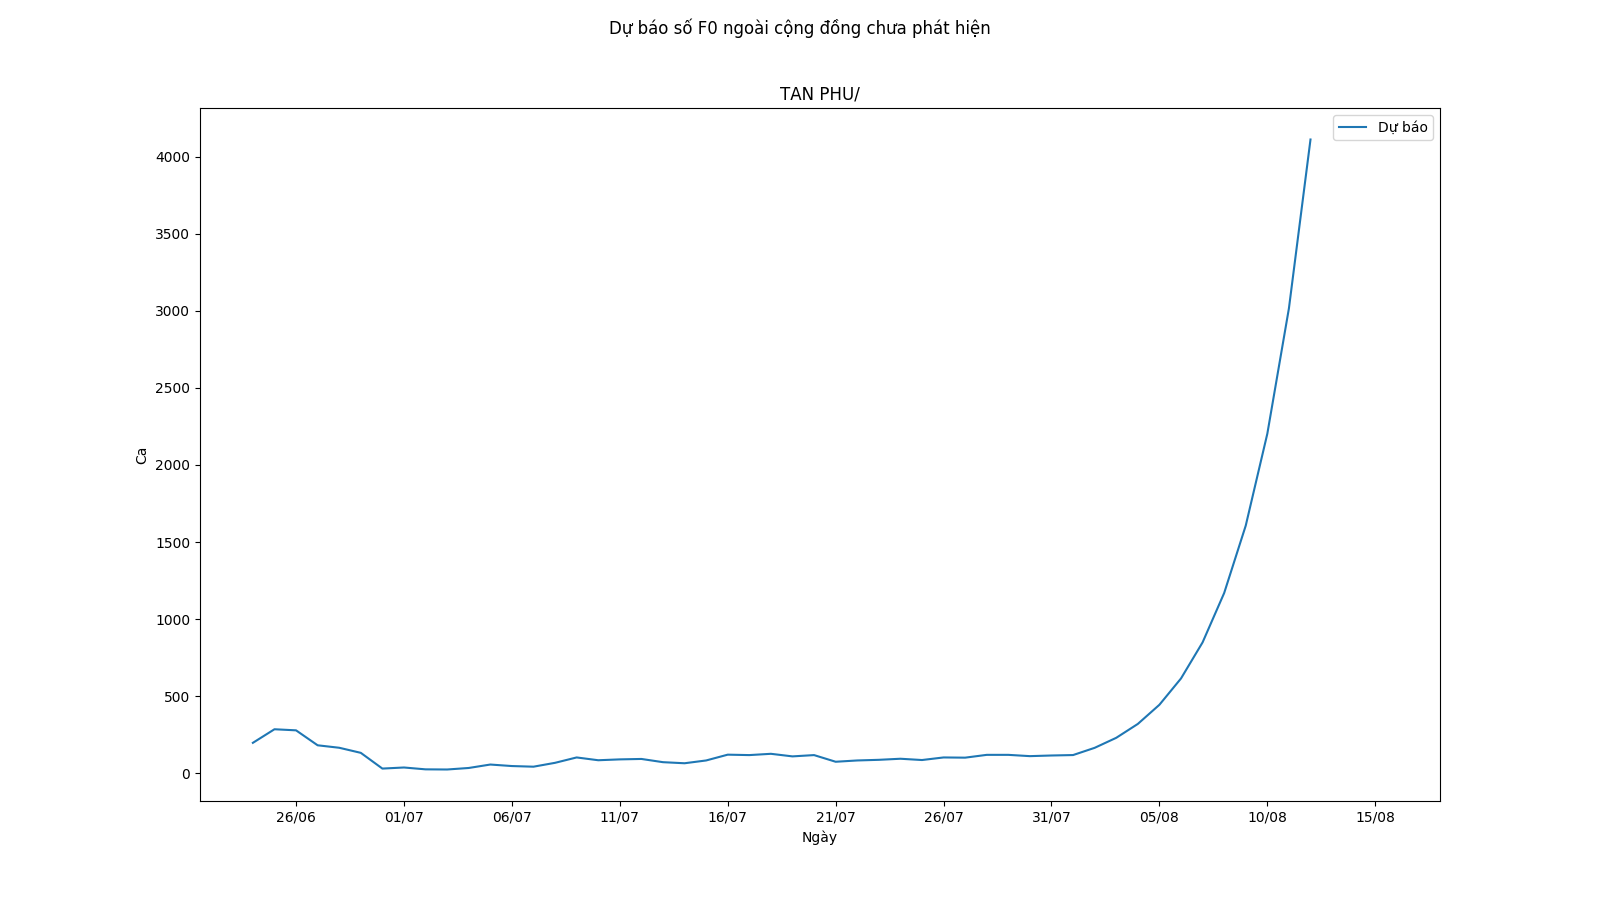 Dự báo số F0 ngoài cộng đồng chưa phát hiện
TAN PHU/
Dự báo
4000
3500
3000
2500
2000
1500
1000
500
0
Ca
26/06 01/07 06/07 11/07 16/07 21/07 26/07 31/07 05/08 10/08 15/08
Ngày